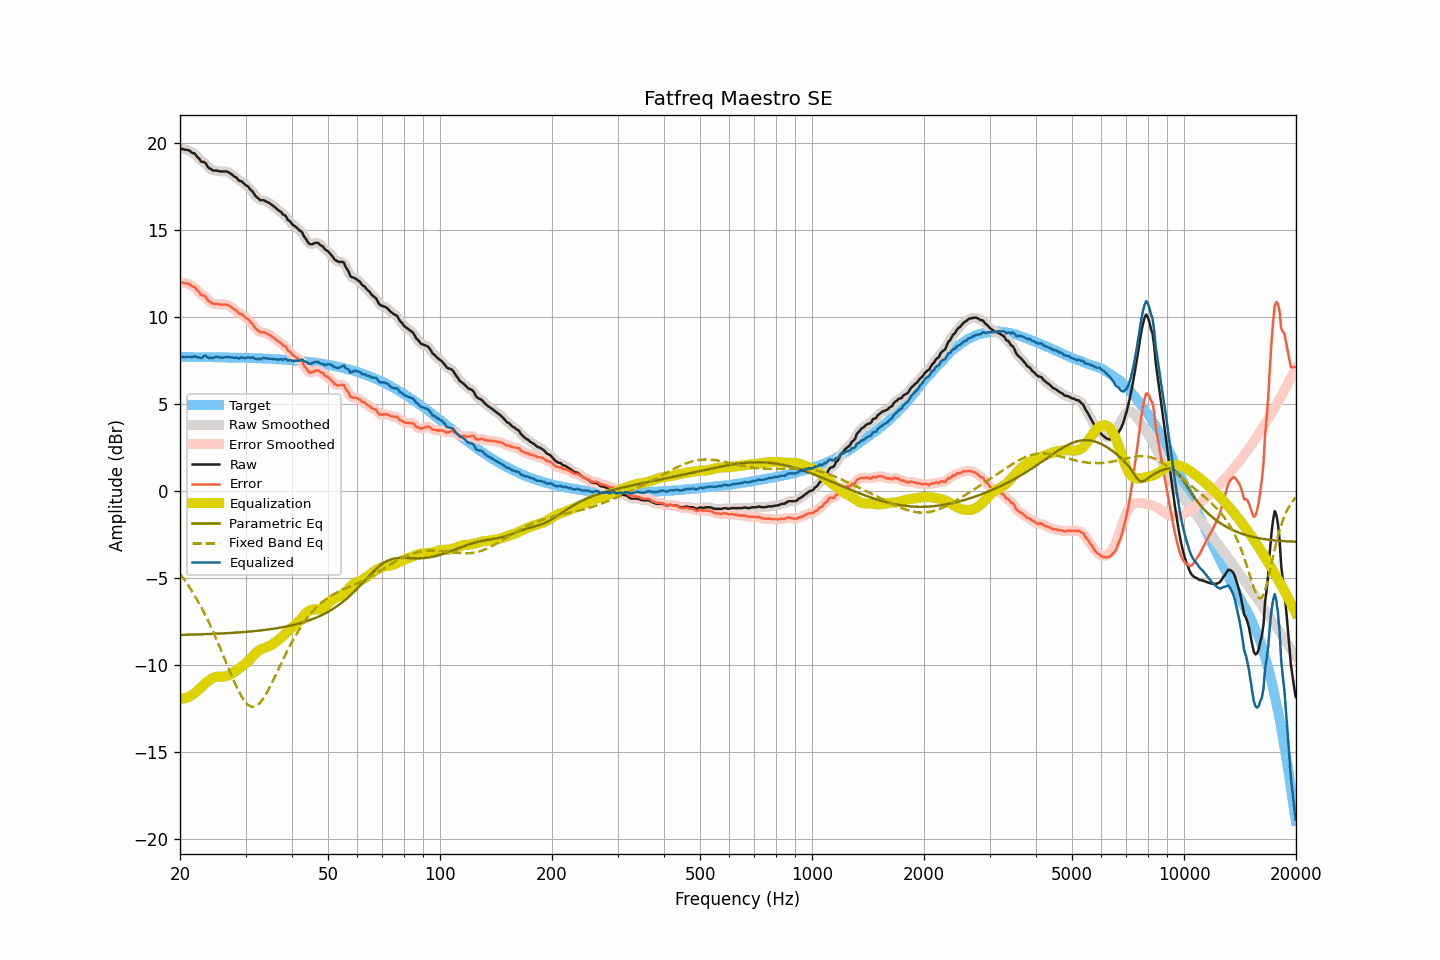 Fatfreq Maestro SE
20
15
10
5
0
−5
−10
−15
−20
Amplitude (dBr)
Target
Raw Smoothed
Error Smoothed
Raw
Error
Equalization
Parametric Eq
Fixed Band Eq
Equalized
20 50 100 200 500 1000 2000 5000 10000 20000
Frequency (Hz)